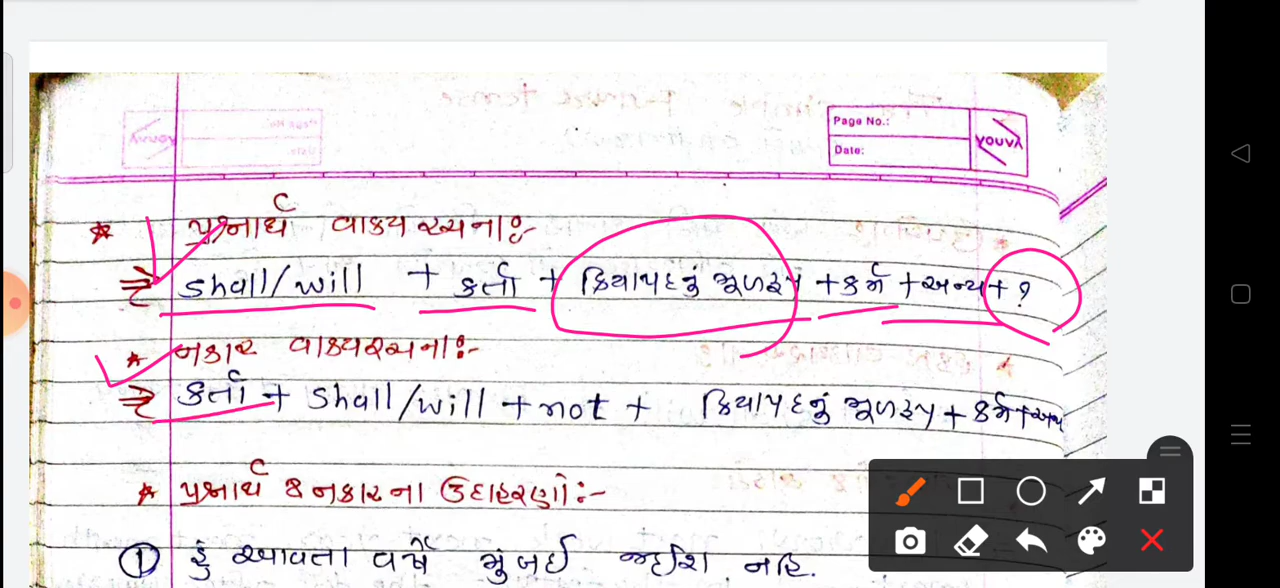 Page No.:
Date:
YOUVA
* પ્રશ્નાર્થ વાક્ય રચના:-
⇒ Shall/will + કર્તા + ક્રિયાપદનું મૂળરૂપ + કર્મ + અન્ય + ?
* નકાર વાક્યરચના:-
⇒ કર્તા + Shall/will + not + ક્રિયાપદનું મૂળરૂપ + કર્મ + અન્ય
* પ્રશ્નાર્થ & નકારના ઉદાહરણો:-
① હું આવતા વર્ષે મુંબઈ જઈશ નહિ.